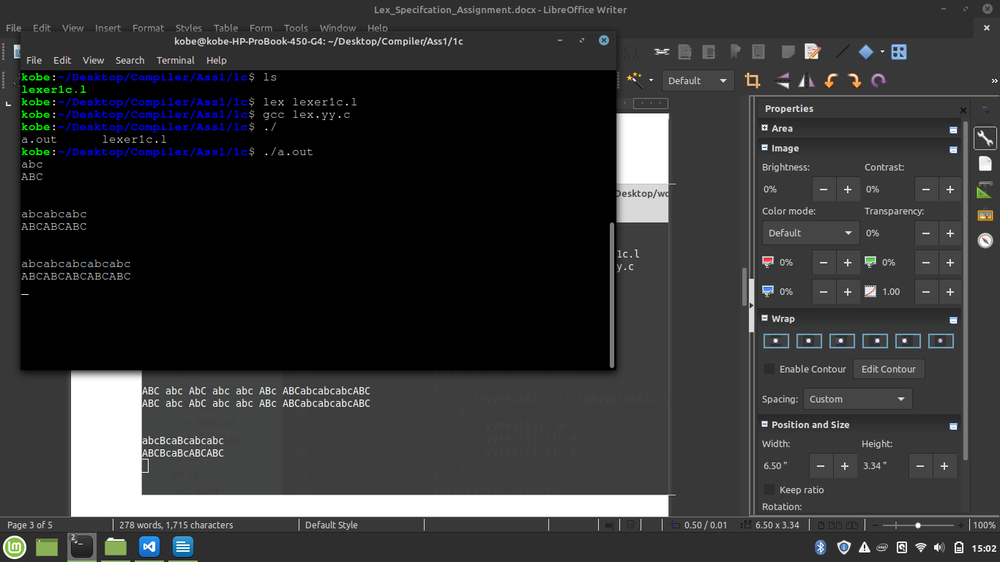 Lex_Specifcation_Assignment.docx - LibreOffice Writer
File Edit View Insert Format Styles Table Form Tools Window Help
kobe@kobe-HP-ProBook-450-G4: ~/Desktop/Compiler/Ass1/1c
File Edit View Search Terminal Help
kobe:~/Desktop/Compiler/Ass1/1c$ ls
lexer1c.l
kobe:~/Desktop/Compiler/Ass1/1c$ lex lexer1c.l
kobe:~/Desktop/Compiler/Ass1/1c$ gcc lex.yy.c
kobe:~/Desktop/Compiler/Ass1/1c$ ./
a.out lexer1c.l
kobe:~/Desktop/Compiler/Ass1/1c$ ./a.out
abc
ABC
abcabcabc
ABCABCABC
abcabcabcabcabc
ABCABCABCABCABC
Default
»
Desktop/wo
1c.l
y.c
ABC abc AbC abc abc ABc ABCabcabcabcABC
ABC abc AbC abc abc ABc ABCabcabcabcABC
abcBcaBcabcabc
ABCBcaBcABCABC
yytext[i] 'A'
yytext[i+1] 'B'
yytext[i+2] 'C'
Properties
Area
Image
Brightness: Contrast:
0% 0%
Color mode: Transparency:
Default 0%
0% 0%
0% 1.00
Wrap
Enable Contour Edit Contour
Spacing: Custom
Position and Size
Width: Height:
6.50 " 3.34 "
Keep ratio
Rotation:
Page 3 of 5 278 words, 1,715 characters Default Style 0.50 / 0.01 6.50 x 3.34 100%
2 15:02